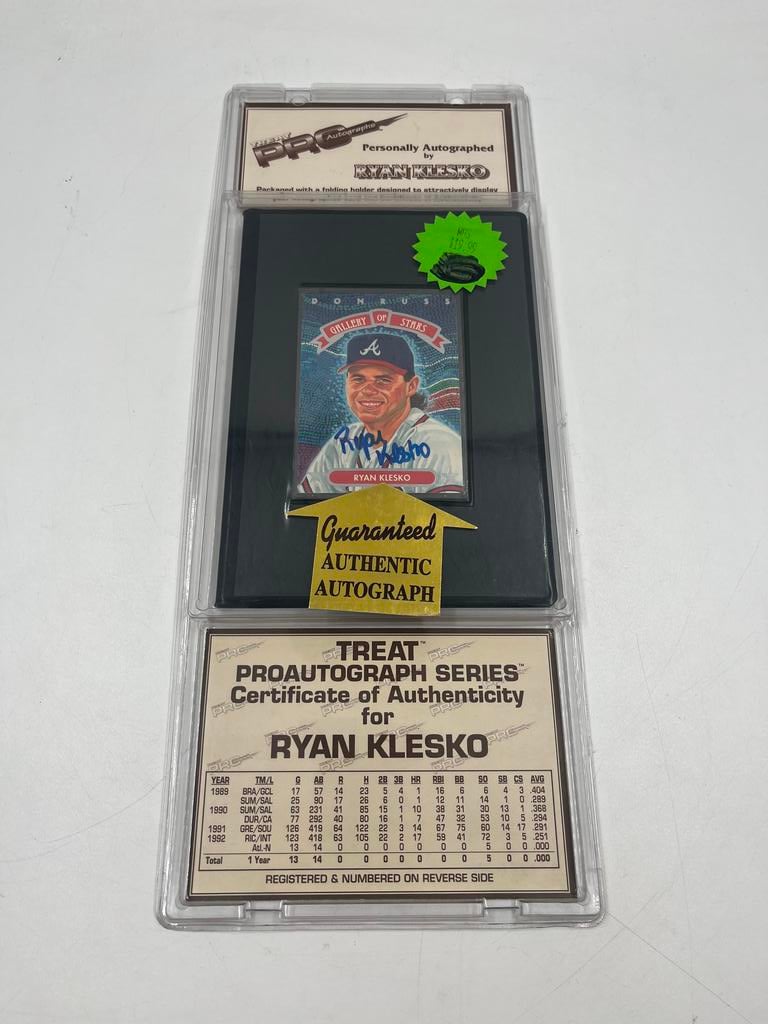 TREAT
PRO Autographs
Personally Autographed
by
RYAN KLESKO
Packaged with a folding holder designed to attractively display
MFS
$19.99
DONRUSS
GALLERY OF STARS
A
Ryan
Klesko
RYAN KLESKO
Guaranteed
AUTHENTIC
AUTOGRAPH
TREAT™
PROAUTOGRAPH SERIES™
Certificate of Authenticity
for
RYAN KLESKO
YEAR TM/L G AB R H 2B 3B HR RBI BB SO SB CS AVG
1989 BRA/GCL 17 57 14 23 5 4 1 16 6 6 4 3 .404
SUM/SAL 25 90 17 26 6 0 1 12 11 14 1 0 .289
1990 SUM/SAL 63 231 41 85 15 1 10 38 31 30 13 1 .368
DUR/CA 77 292 40 80 16 1 7 47 32 53 10 5 .294
1991 GRE/SOU 126 419 64 122 22 3 14 67 75 60 14 17 .291
1992 RIC/INT 123 418 63 105 22 2 17 59 41 72 3 5 .251
Atl.-N 13 14 0 0 0 0 0 0 0 5 0 0 .000
Total 1 Year 13 14 0 0 0 0 0 0 0 5 0 0 .000
REGISTERED & NUMBERED ON REVERSE SIDE